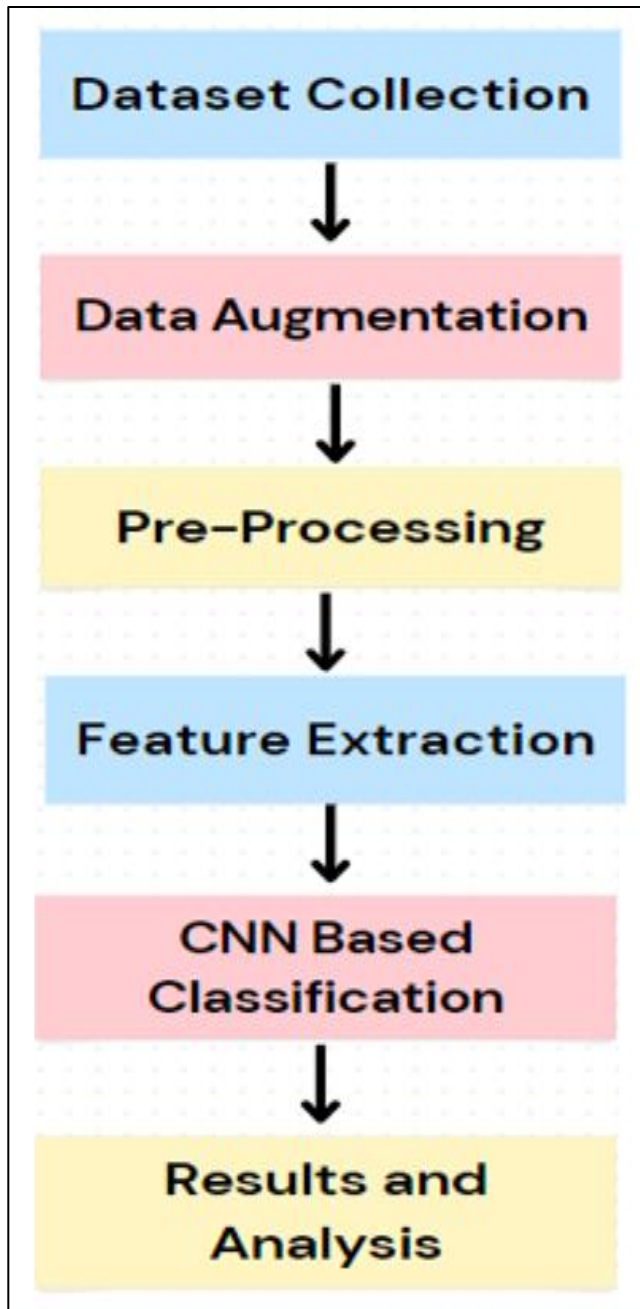 Dataset Collection
Data Augmentation
Pre-Processing
Feature Extraction
CNN Based
Classification
Results and
Analysis